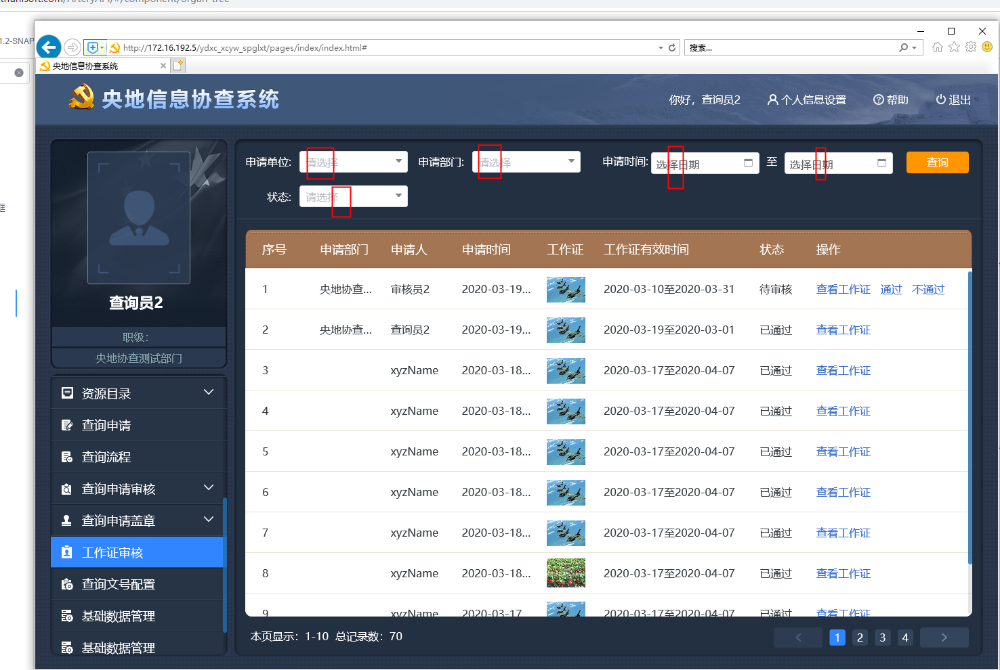 1.2-SNAP
http://172.16.192.5/ydxc_xcyw_spglxt/pages/index/index.html#
搜索...
央地信息协查系统
央地信息协查系统
你好，查询员2
个人信息设置
帮助
退出
查询员2
职级：
央地协查测试部门
资源目录
查询申请
查询流程
查询申请审核
查询申请盖章
工作证审核
查询文号配置
基础数据管理
基础数据管理
申请单位: 请选择 申请部门: 请选择 申请时间: 选择日期 至 选择日期 查询
状态: 请选择
序号 申请部门 申请人 申请时间 工作证 工作证有效时间 状态 操作
1 央地协查... 审核员2 2020-03-19... 2020-03-10至2020-03-31 待审核 查看工作证 通过 不通过
2 央地协查... 查询员2 2020-03-19... 2020-03-19至2020-03-01 已通过 查看工作证
3 xyzName 2020-03-18... 2020-03-17至2020-04-07 已通过 查看工作证
4 xyzName 2020-03-18... 2020-03-17至2020-04-07 已通过 查看工作证
5 xyzName 2020-03-18... 2020-03-17至2020-04-07 已通过 查看工作证
6 xyzName 2020-03-18... 2020-03-17至2020-04-07 已通过 查看工作证
7 xyzName 2020-03-18... 2020-03-17至2020-04-07 已通过 查看工作证
8 xyzName 2020-03-18... 2020-03-17至2020-04-07 已通过 查看工作证
9 xyzName 2020-03-17 2020-03-17至2020-04-07 已通过 查看工作证
本页显示：1-10 总记录数：70
< 1 2 3 4 >